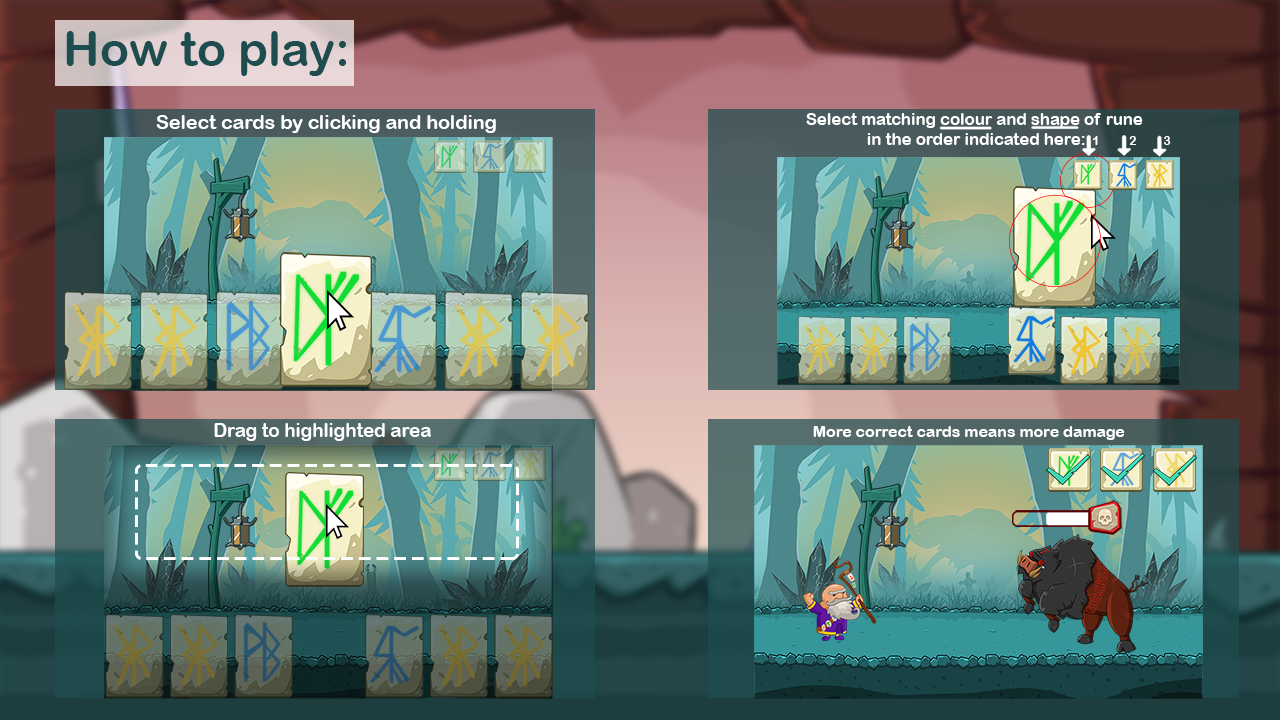 How to play:
Select cards by clicking and holding
Select matching colour and shape of rune
in the order indicated here: 1 2 3
Drag to highlighted area
More correct cards means more damage